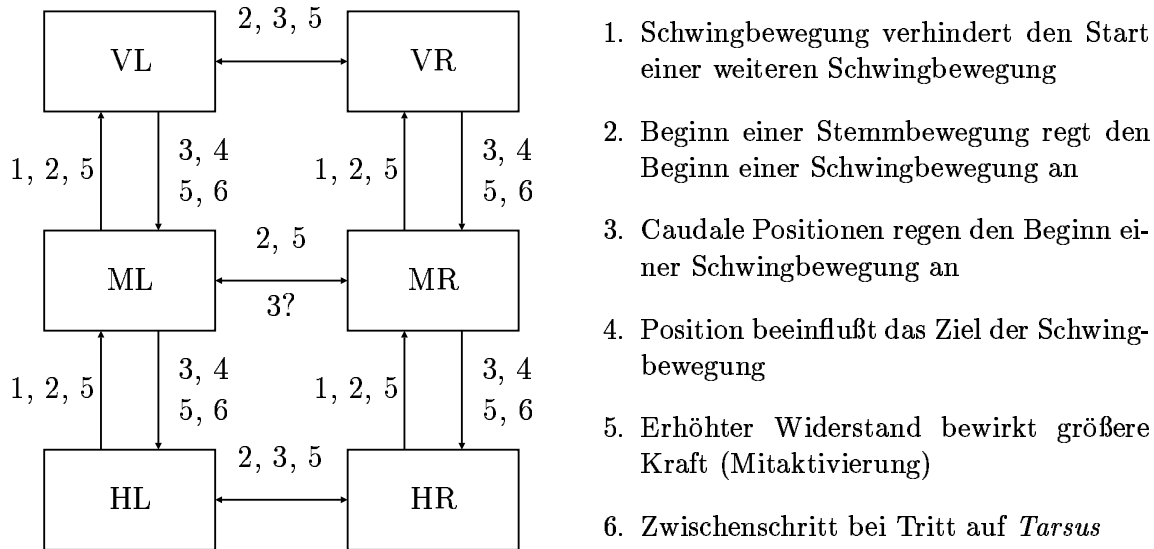 2, 3, 5
VL
VR
1, 2, 5
3, 4
5, 6
1, 2, 5
3, 4
5, 6
2, 5
ML
MR
3?
1, 2, 5
3, 4
5, 6
1, 2, 5
3, 4
5, 6
2, 3, 5
HL
HR
1. Schwingbewegung verhindert den Start
einer weiteren Schwingbewegung
2. Beginn einer Stemmbewegung regt den
Beginn einer Schwingbewegung an
3. Caudale Positionen regen den Beginn ei-
ner Schwingbewegung an
4. Position beeinflußt das Ziel der Schwing-
bewegung
5. Erhöhter Widerstand bewirkt größere
Kraft (Mitaktivierung)
6. Zwischenschritt bei Tritt auf Tarsus